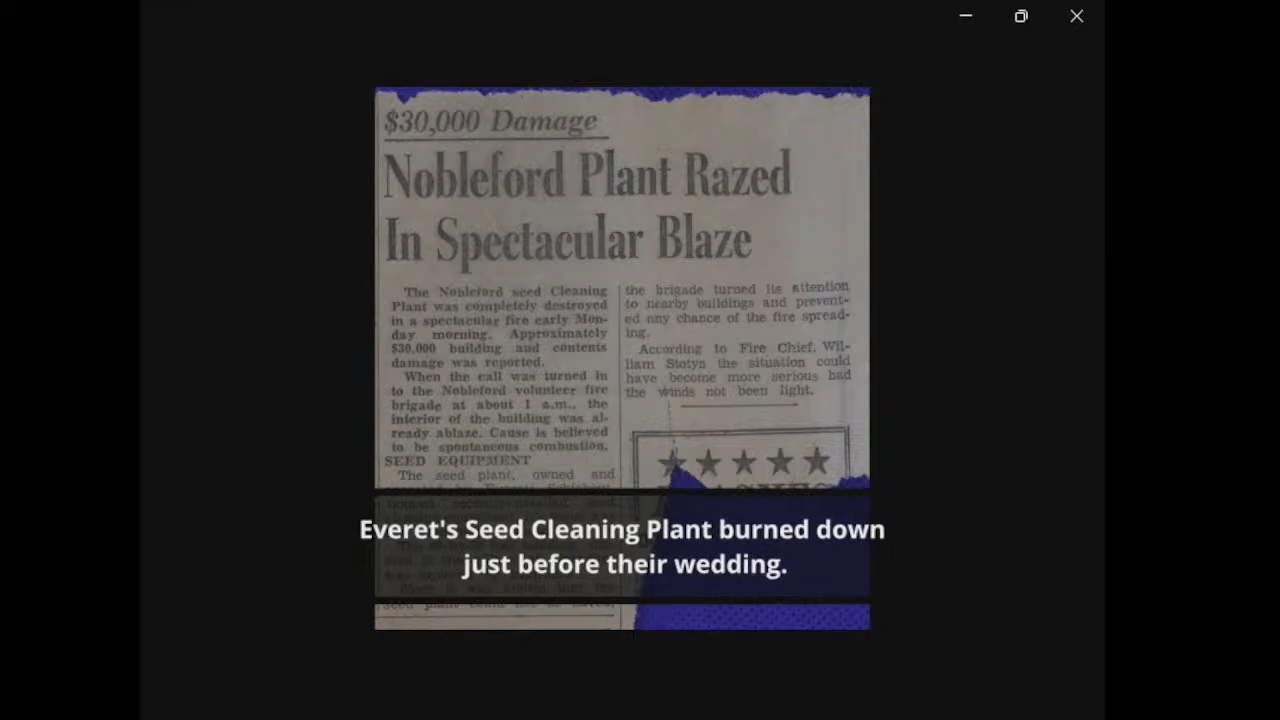 $30,000 Damage
Nobleford Plant Razed
In Spectacular Blaze
The Nobleford seed Cleaning
Plant was completely destroyed
in a spectacular fire early Mon-
day morning. Approximately
$30,000 building and contents
damage was reported.
When the call was turned in
to the Nobleford volunteer fire
brigade at about 1 a.m., the
interior of the building was al-
ready ablaze. Cause is believed
to be spontaneous combustion.
SEED EQUIPMENT
The seed plant, owned and
the brigade turned its attention
to nearby buildings and prevent-
ed any chance of the fire spread-
ing.
According to Fire Chief, Wil-
liam Stotyn the situation could
have become more serious had
the winds not been light.
Everet's Seed Cleaning Plant burned down
just before their wedding.